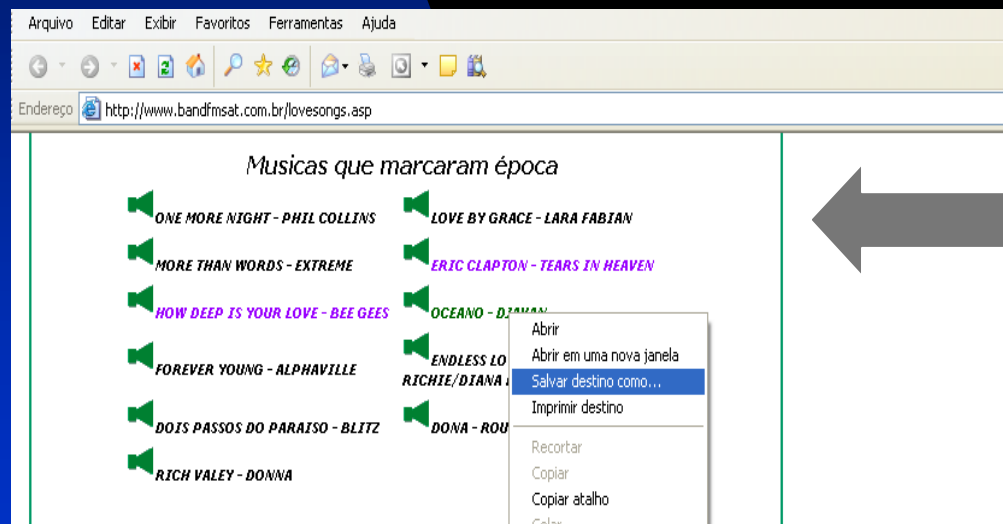 Arquivo Editar Exibir Favoritos Ferramentas Ajuda
Endereço http://www.bandfmsat.com.br/lovesongs.asp
Musicas que marcaram época
ONE MORE NIGHT - PHIL COLLINS
LOVE BY GRACE - LARA FABIAN
MORE THAN WORDS - EXTREME
ERIC CLAPTON - TEARS IN HEAVEN
HOW DEEP IS YOUR LOVE - BEE GEES
OCEANO -
FOREVER YOUNG - ALPHAVILLE
ENDLESS
RICHIE/DIANA
DOIS PASSOS DO PARAISO - BLITZ
DONA -
RICH VALEY - DONNA
Abrir
Abrir em uma nova janela
Salvar destino como...
Imprimir destino
Recortar
Copiar
Copiar atalho